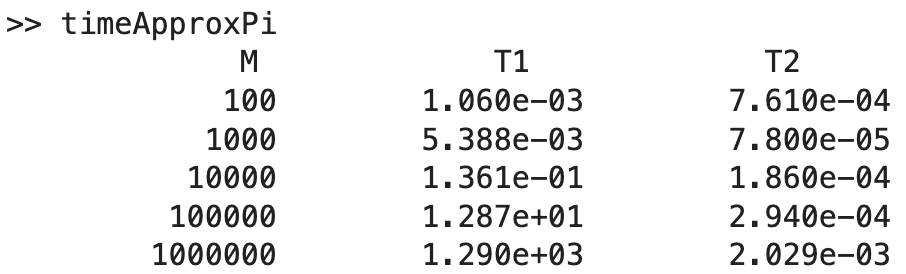 >> timeApproxPi
M T1 T2
100 1.060e-03 7.610e-04
1000 5.388e-03 7.800e-05
10000 1.361e-01 1.860e-04
100000 1.287e+01 2.940e-04
1000000 1.290e+03 2.029e-03